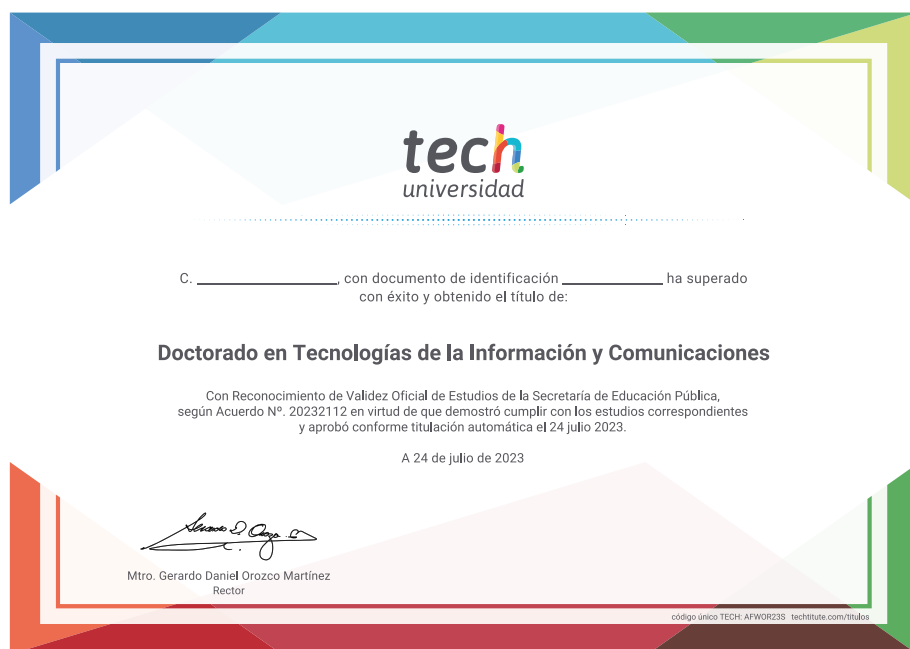 tech
universidad
C. ____________, con documento de identificación _________ ha superado
con éxito y obtenido el título de:
Doctorado en Tecnologías de la Información y Comunicaciones
Con Reconocimiento de Validez Oficial de Estudios de la Secretaría de Educación Pública,
según Acuerdo Nº. 20232112 en virtud de que demostró cumplir con los estudios correspondientes
y aprobó conforme titulación automática el 24 julio 2023.
A 24 de julio de 2023
Mtro. Gerardo Daniel Orozco Martínez
Rector
código único TECH: AFWOR23S techtitute.com/titulos